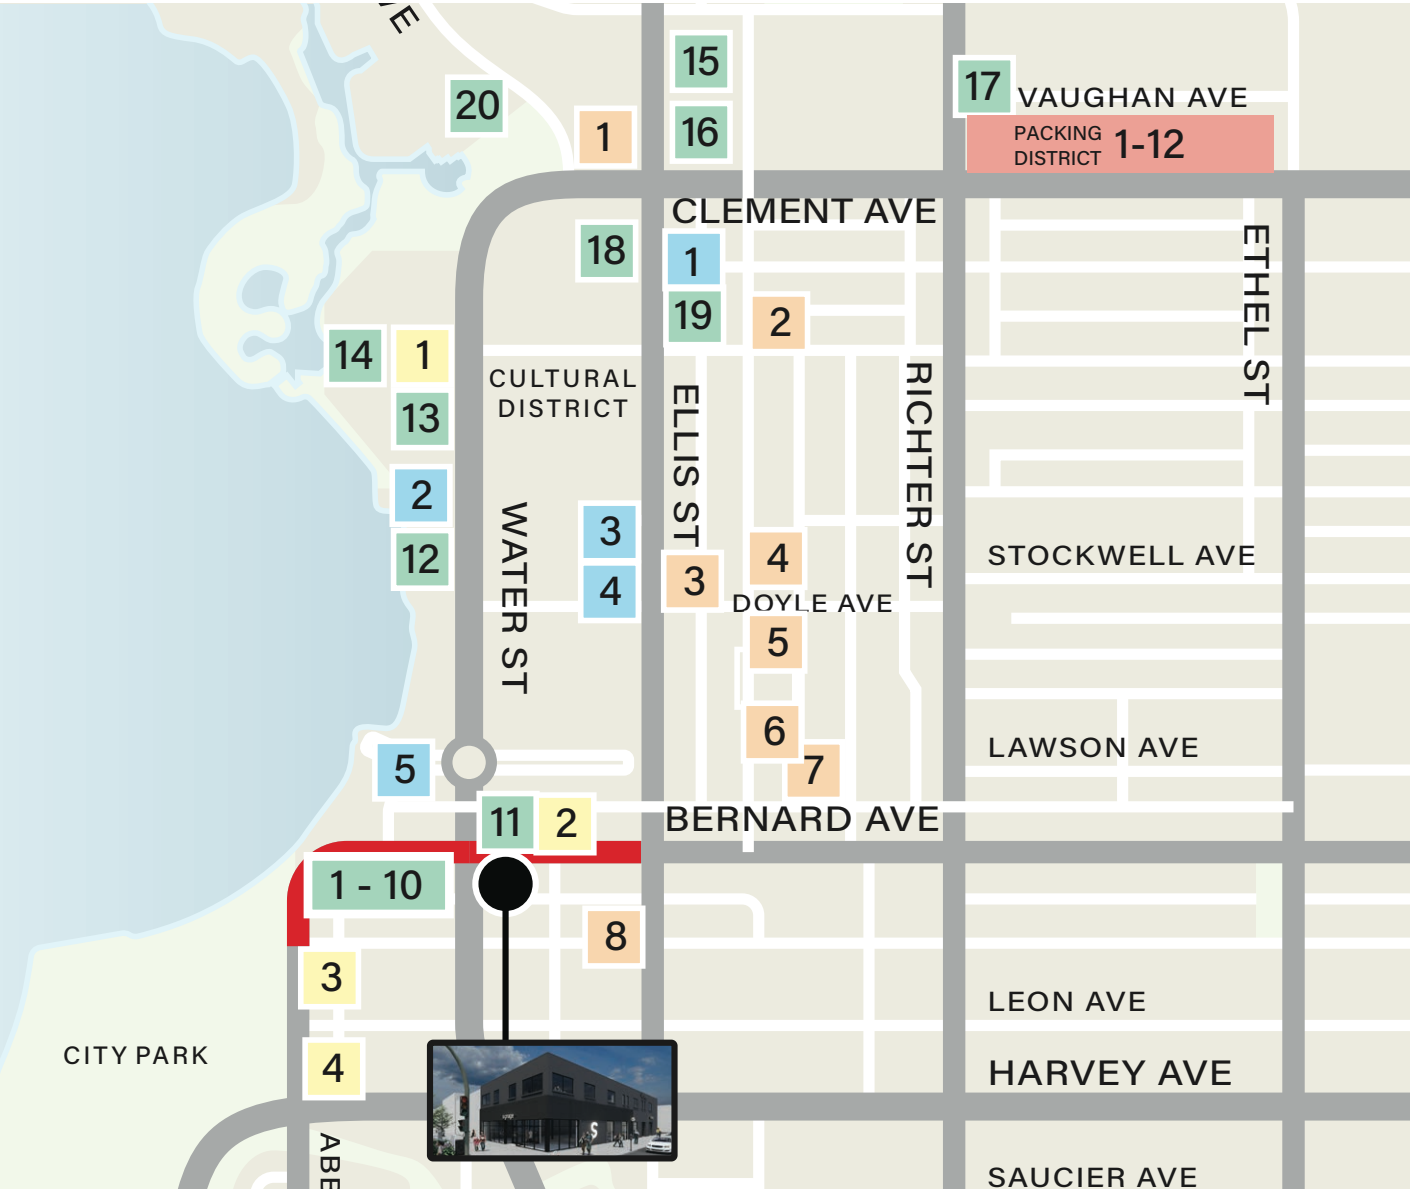 VE
15
17
20
VAUGHAN AVE
1
16
PACKING
DISTRICT
1-12
CLEMENT AVE
18
1
19
2
ETHEL ST
14
1
CULTURAL
DISTRICT
13
ELLIS ST
RICHTER ST
2
WATER ST
3
12
4
STOCKWELL AVE
3
4
DOYLE AVE
5
6
LAWSON AVE
5
7
11
2
BERNARD AVE
1 - 10
8
3
LEON AVE
CITY PARK
4
HARVEY AVE
S
ABE
SAUCIER AVE